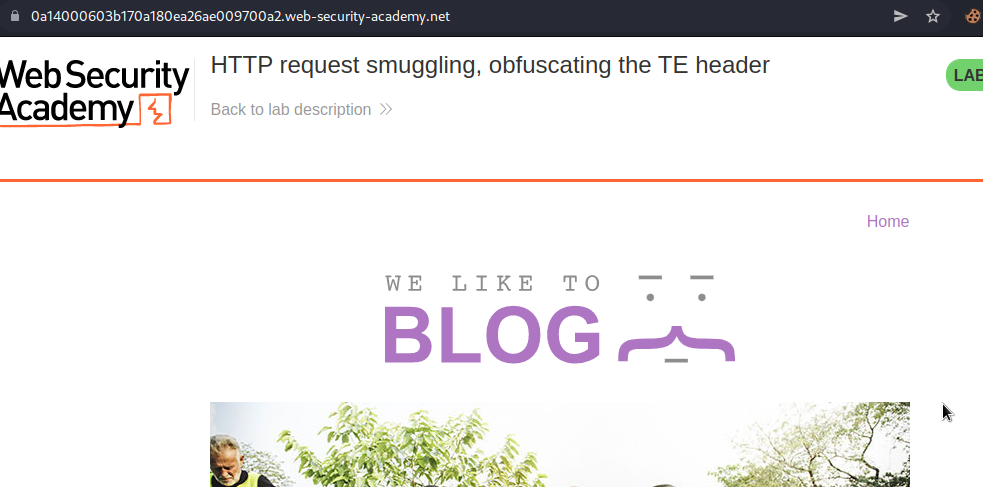 0a14000603b170a180ea26ae009700a2.web-security-academy.net
Web Security
Academy
HTTP request smuggling, obfuscating the TE header
Back to lab description
LAB
Home
WE LIKE TO
BLOG